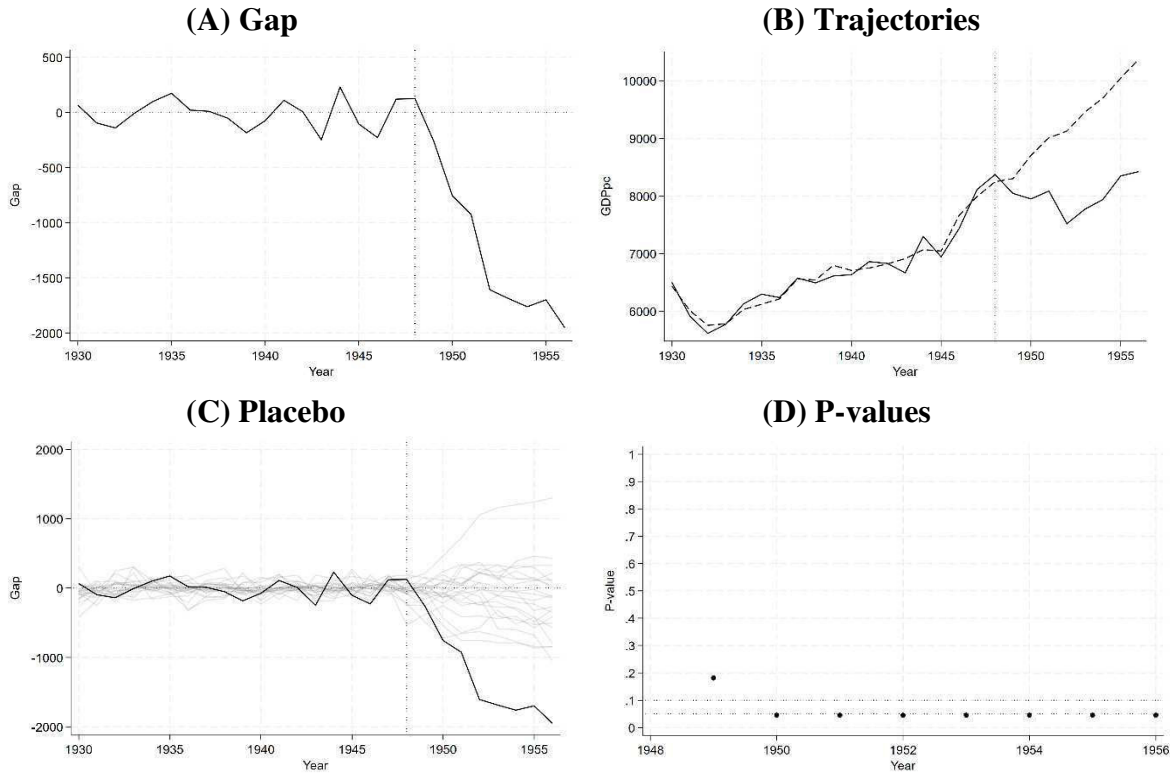 (A) Gap
500
0
-500
-1000
-1500
-2000
Gap
1930 1935 1940 1945 1950 1955
Year
(B) Trajectories
10000
9000
8000
7000
6000
GDPpc
1930 1935 1940 1945 1950 1955
Year
(C) Placebo
2000
1000
0
-1000
-2000
Gap
1930 1935 1940 1945 1950 1955
Year
(D) P-values
1
.9
.8
.7
.6
.5
.4
.3
.2
.1
0
P-value
1948 1950 1952 1954 1956
Year